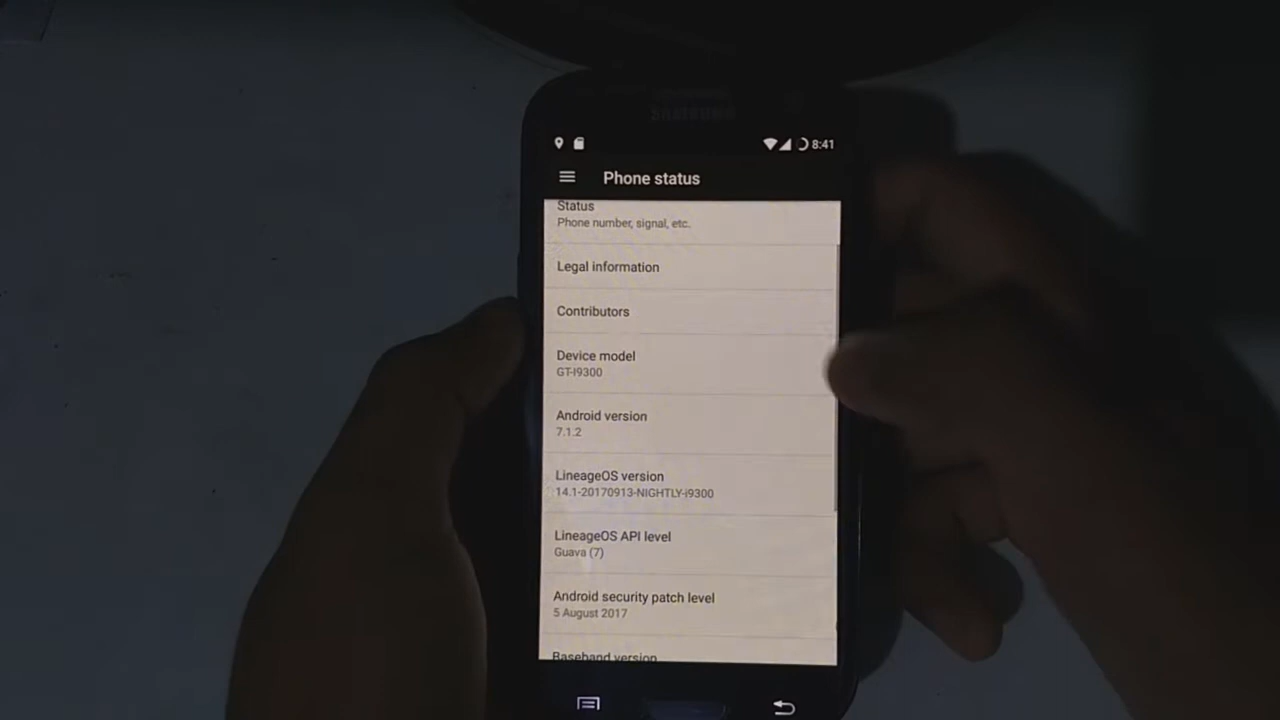 SAMSUNG
8:41
Phone status
Status
Phone number, signal, etc.
Legal information
Contributors
Device model
GT-I9300
Android version
7.1.2
LineageOS version
14.1-20170913-NIGHTLY-i9300
LineageOS API level
Guava (7)
Android security patch level
5 August 2017
Baseband version